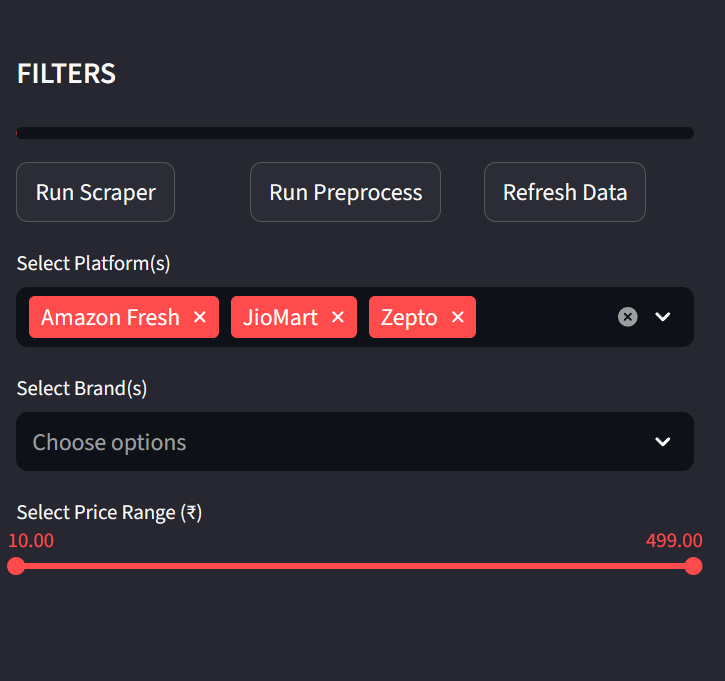 FILTERS
Run Scraper Run Preprocess Refresh Data
Select Platform(s)
Amazon Fresh × JioMart × Zepto ×
Select Brand(s)
Choose options
Select Price Range (₹)
10.00 499.00